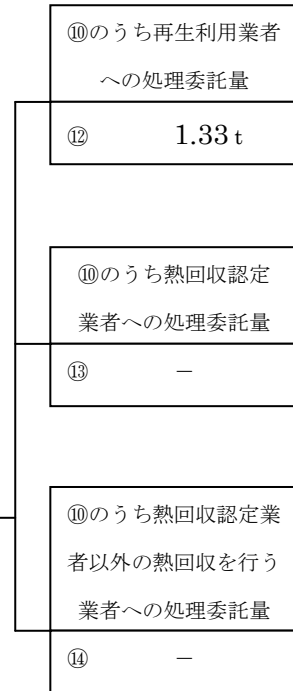 ⑩のうち再生利用業者
への処理委託量
⑫ 1.33 t
⑩のうち熱回収認定
業者への処理委託量
⑬ －
⑩のうち熱回収認定業
者以外の熱回収を行う
業者への処理委託量
⑭ －